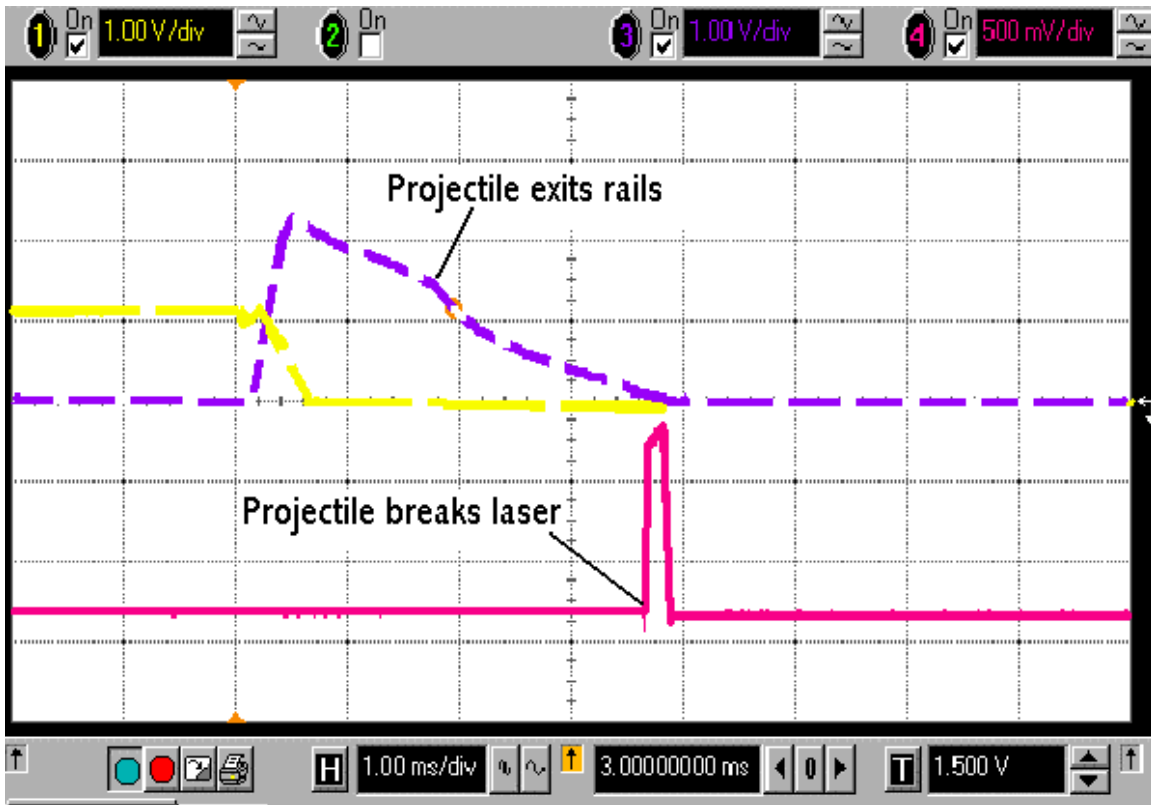 1 On 1.00 V/div
2 On
3 On 1.00 V/div
4 On 500 mV/div
Projectile exits rails
Projectile breaks laser
H 1.00 ms/div 3.00000000 ms 0 T 1.500 V